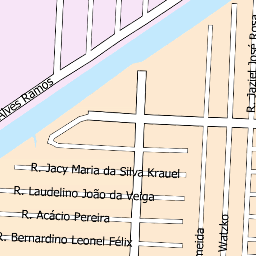 Alves Ramos
R. Jaziel José Rosa
R. Jacy Maria da Silva Krauel
R. Laudelino João da Veiga
R. Acácio Pereira
R. Bernardino Leonel Félix
meida
Watzko